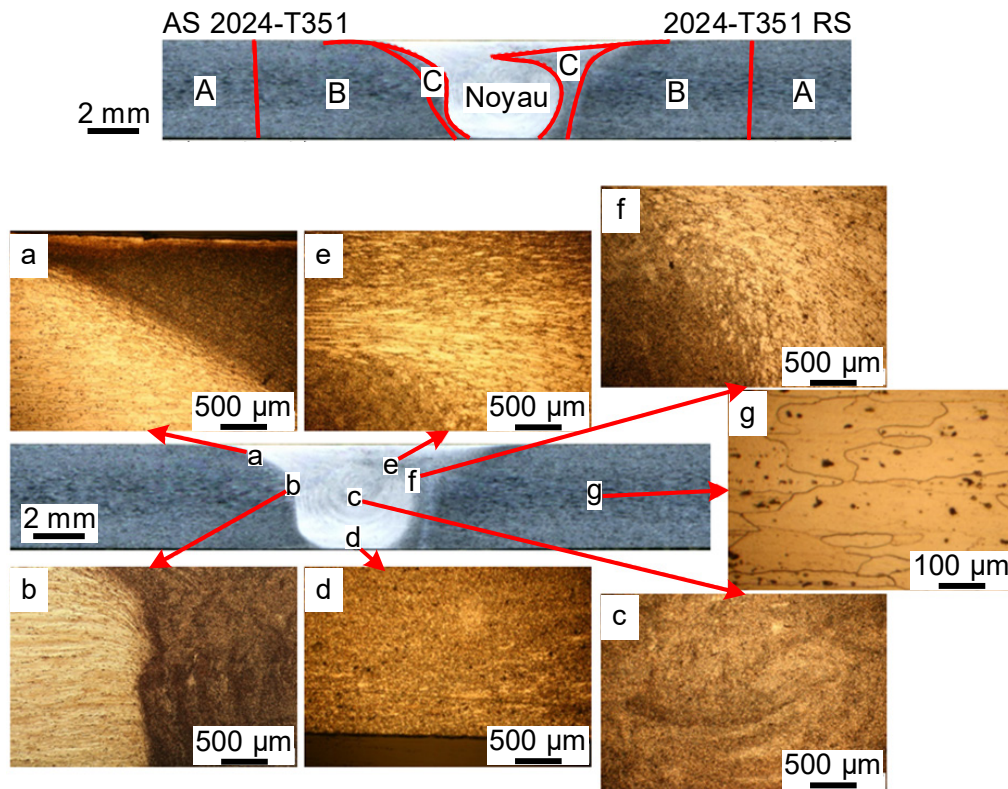 AS 2024-T351
2024-T351 RS
A
B
C
Noyau
C
B
A
2 mm
a
500 µm
e
500 µm
f
500 µm
g
100 µm
a
b
c
d
e
f
g
2 mm
b
500 µm
d
500 µm
c
500 µm